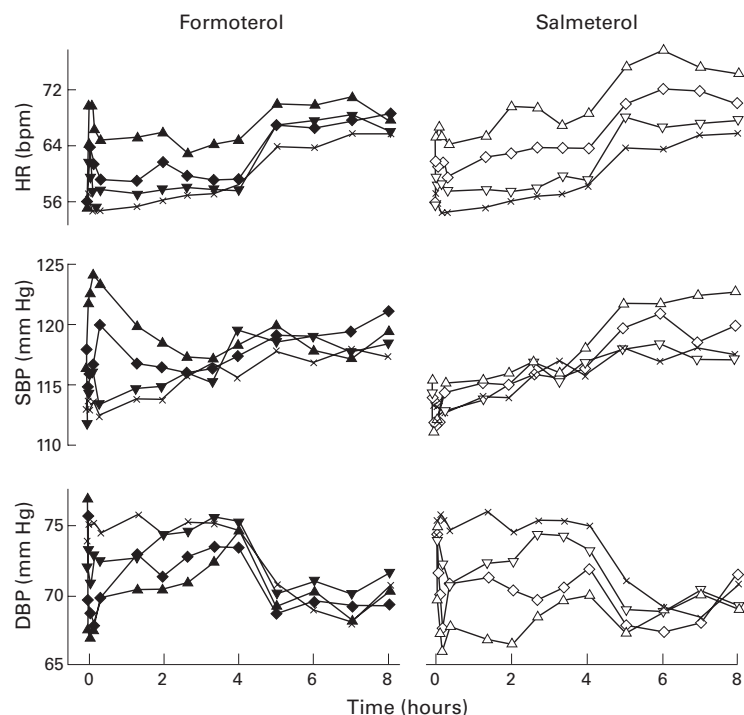 Formoterol
Salmeterol
HR (bpm)
72
64
56
SBP (mm Hg)
125
120
115
110
DBP (mm Hg)
75
70
65
0 2 4 6 8
0 2 4 6 8
Time (hours)